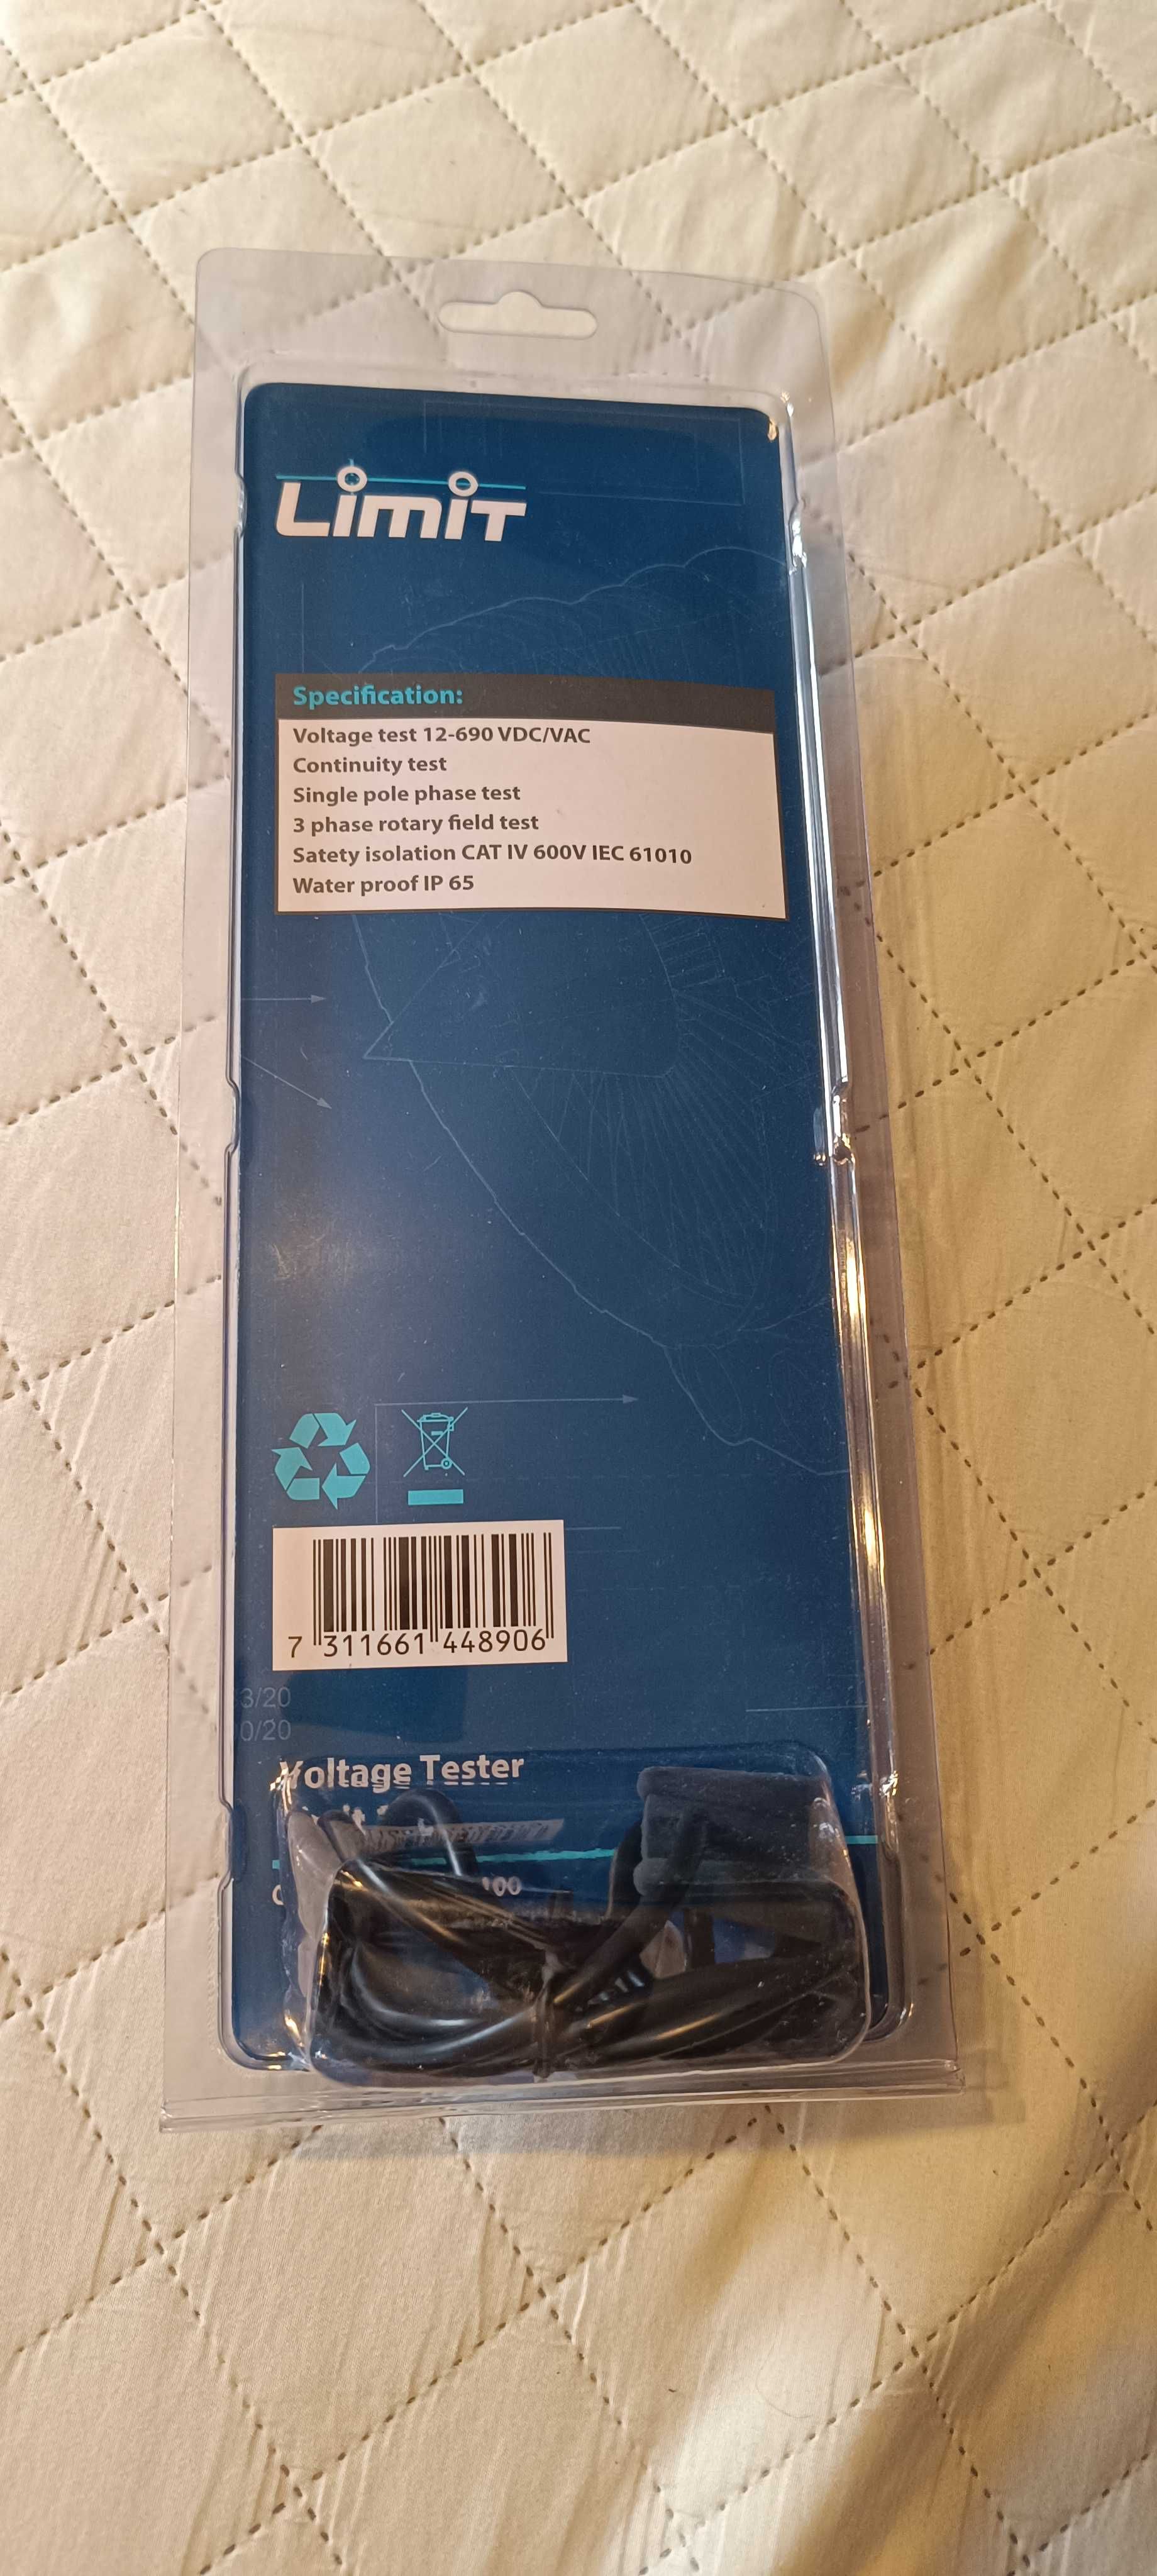 Limit
Specification:
Voltage test 12-690 VDC/VAC
Continuity test
Single pole phase test
3 phase rotary field test
Satety isolation CAT IV 600V IEC 61010
Water proof IP 65
7 311661 448906
3/20
0/20
Voltage Tester